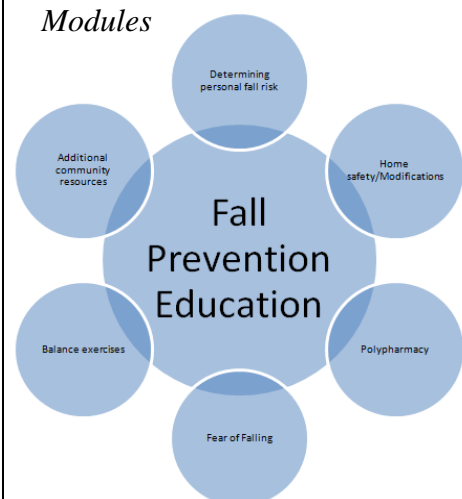 Modules
Determining
personal fall risk
Additional
community
resources
Home
safety/Modifications
Fall
Prevention
Education
Balance exercises
Polypharmacy
Fear of Falling